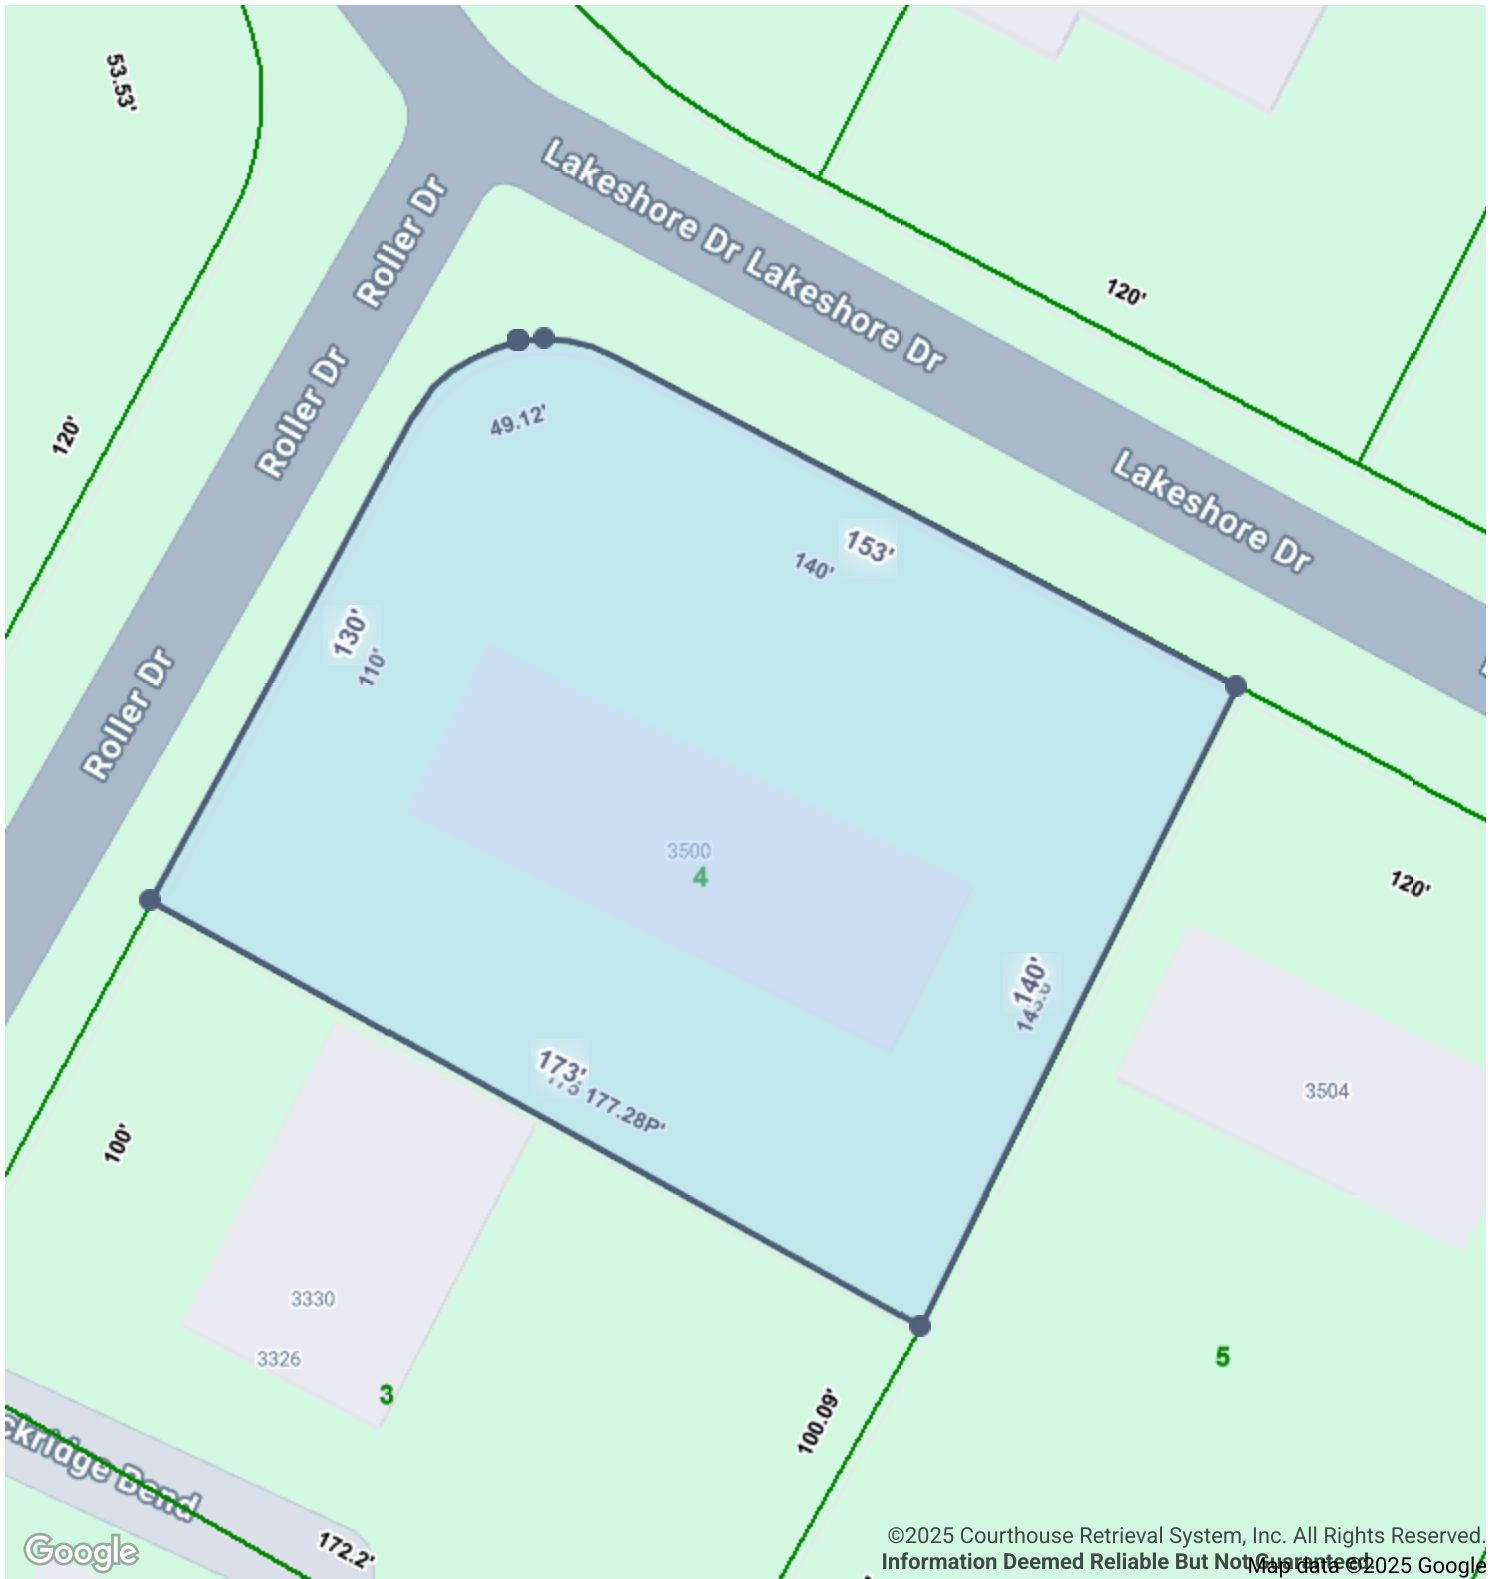 53.53'
Roller Dr
Lakeshore Dr
Lakeshore Dr
120'
Roller Dr
120'
49.12'
Lakeshore Dr
153'
140'
130'
110'
Roller Dr
3500
4
120'
140'
173'
177.28P'
3504
100'
3330
3326
3
5
100.09'
ckridge Bend
172.2'
Google
©2025 Courthouse Retrieval System, Inc. All Rights Reserved.
Information Deemed Reliable But Not Guaranteed.
Map data ©2025 Google